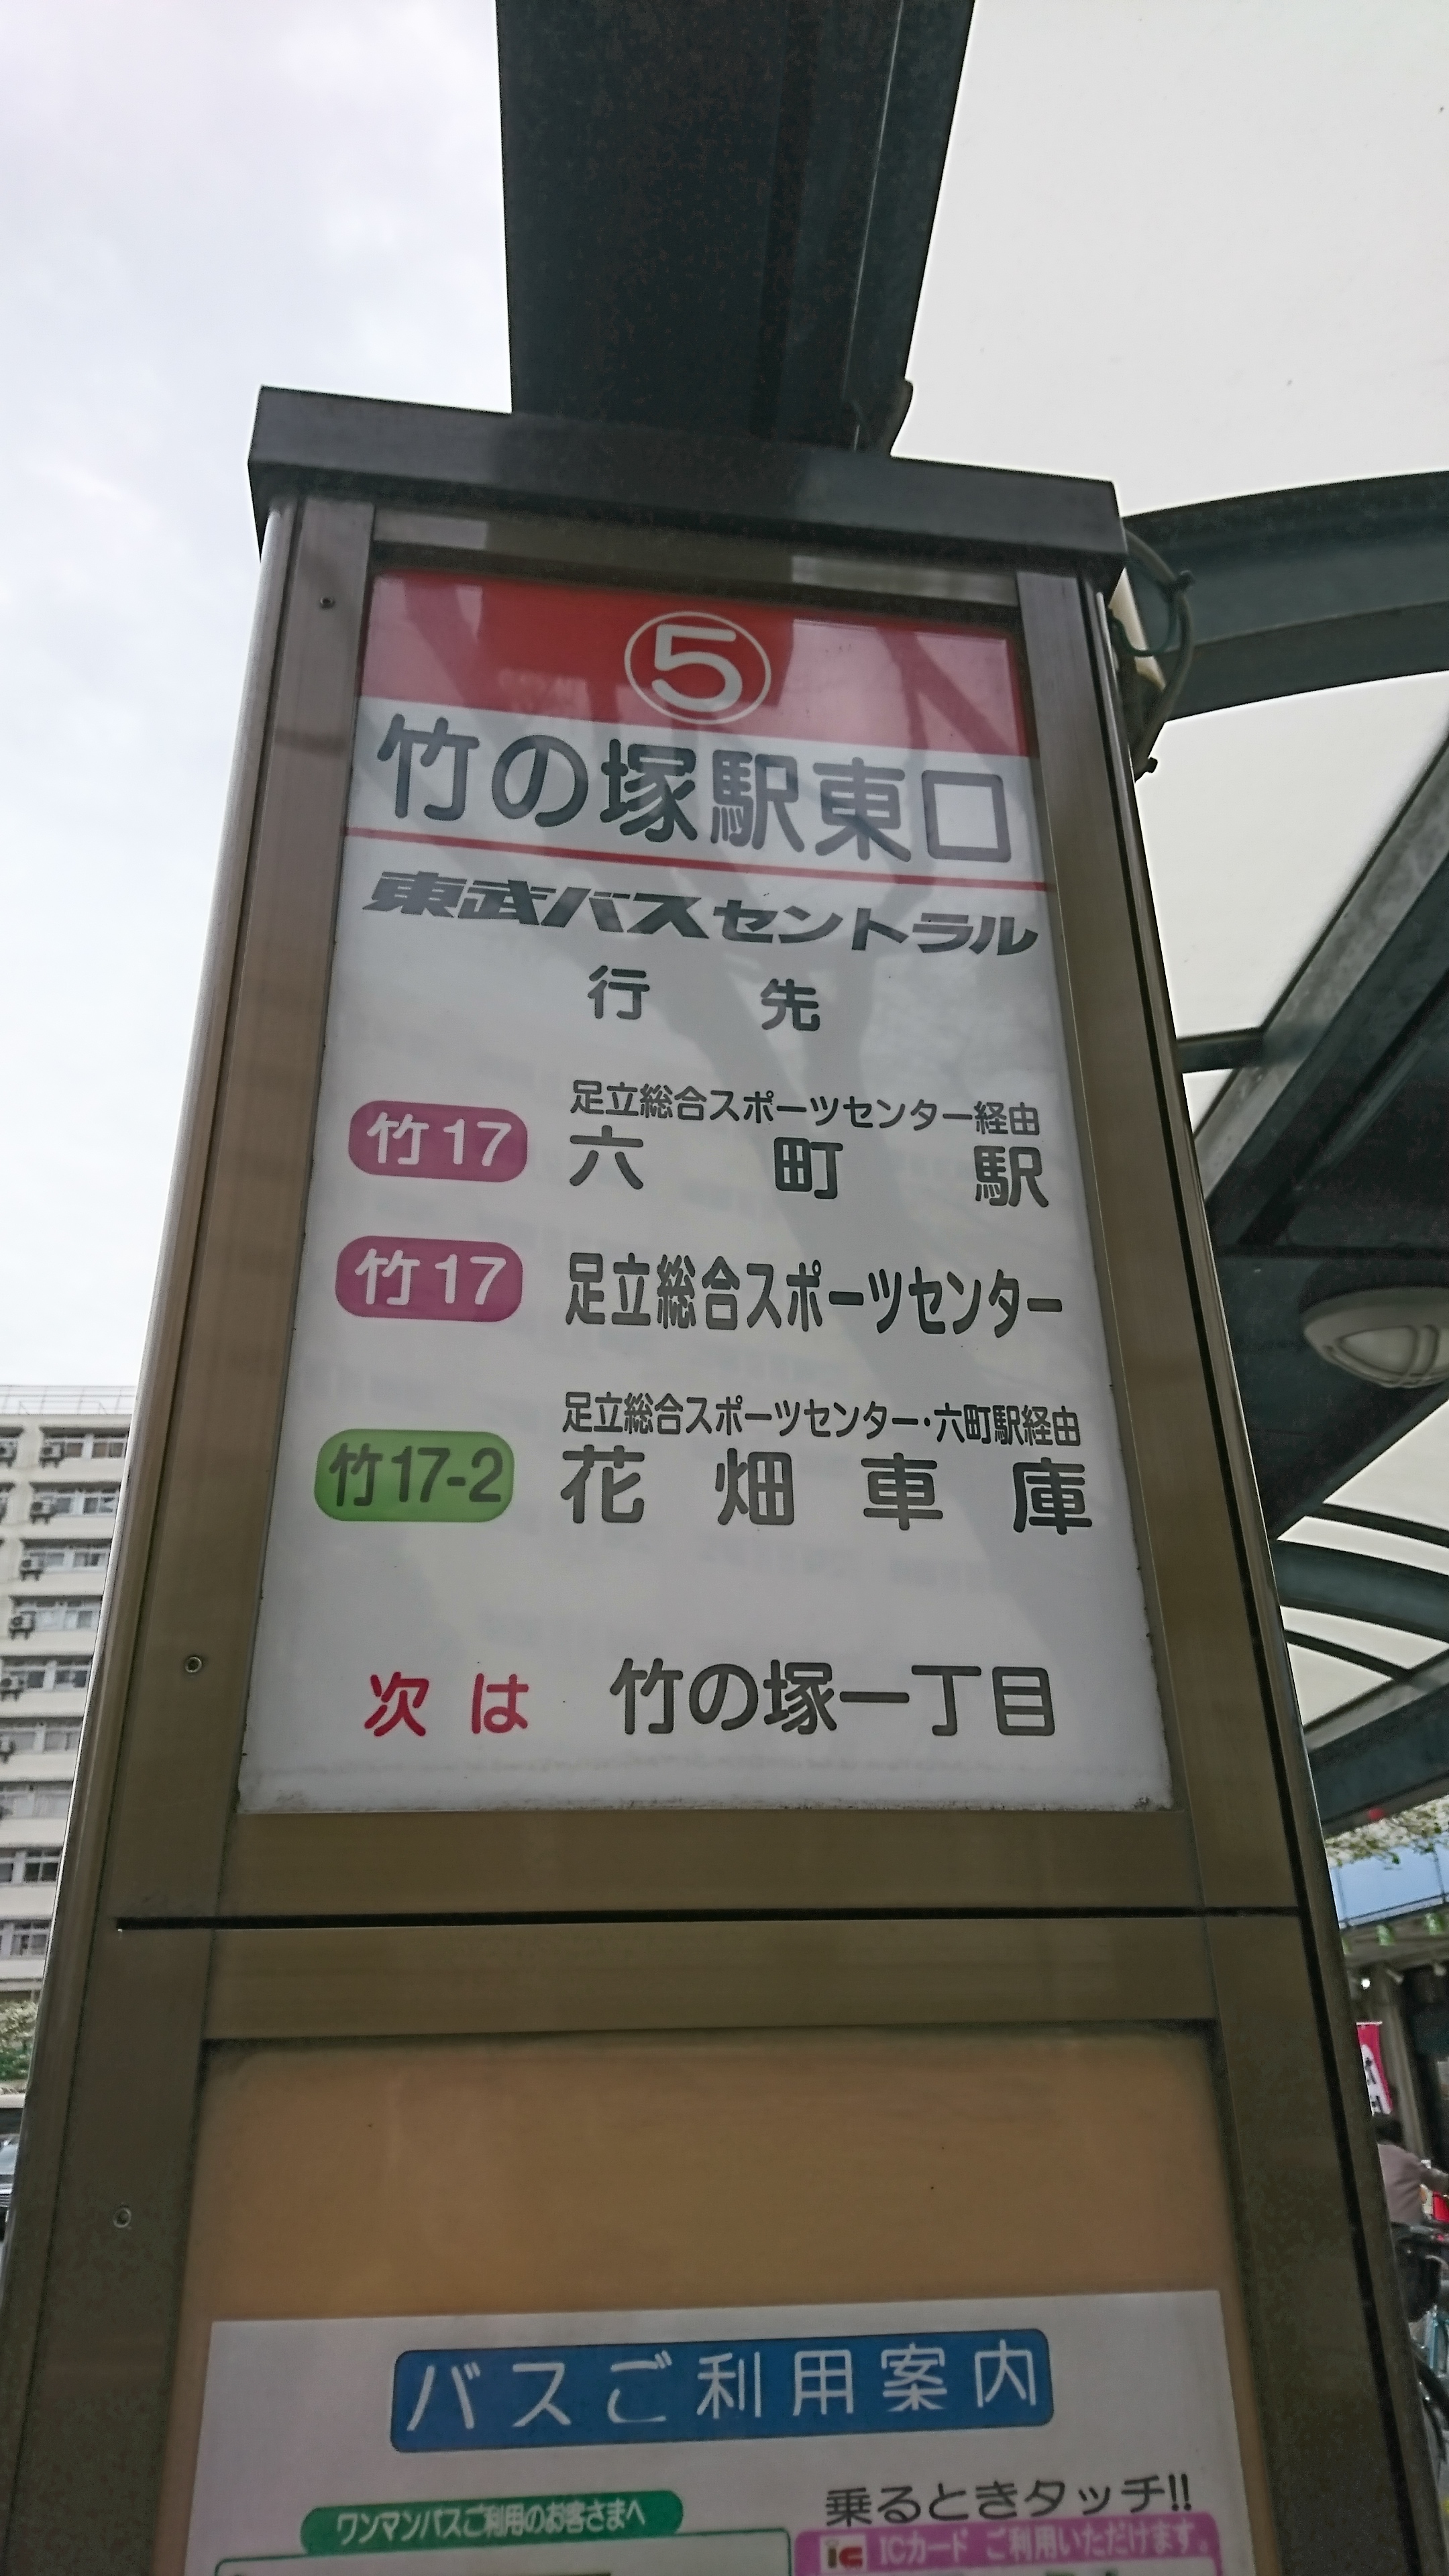 5
竹の塚駅東口
東武バスセントラル
行先
足立総合スポーツセンター経由
竹17 六町駅
竹17 足立総合スポーツセンター
足立総合スポーツセンター・六町駅経由
竹17-2 花畑車庫
次は 竹の塚一丁目
バスご利用案内
乗るときタッチ!!
ワンマンバスご利用のお客さまへ
IC ICカード ご利用いただけます。